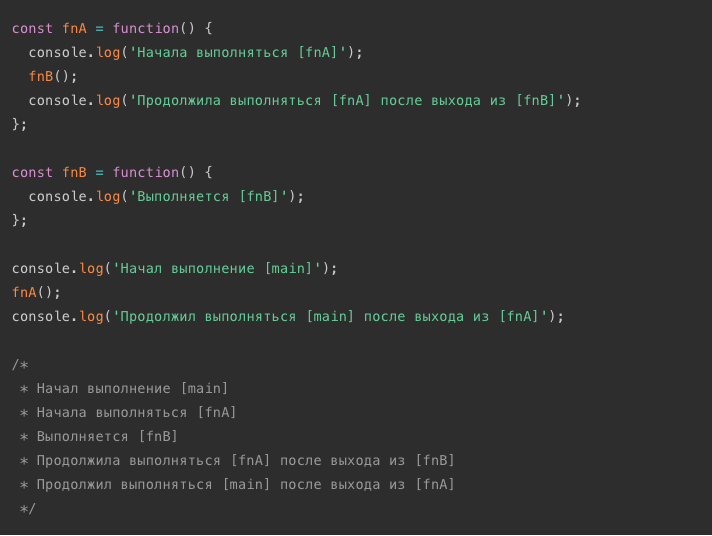 const fnA = function() {
  console.log('Начала выполняться [fnA]');
  fnB();
  console.log('Продолжила выполняться [fnA] после выхода из [fnB]');
};

const fnB = function() {
  console.log('Выполняется [fnB]');
};

console.log('Начал выполнение [main]');
fnA();
console.log('Продолжил выполняться [main] после выхода из [fnA]');

/*
 * Начал выполнение [main]
 * Начала выполняться [fnA]
 * Выполняется [fnB]
 * Продолжила выполняться [fnA] после выхода из [fnB]
 * Продолжил выполняться [main] после выхода из [fnA]
 */